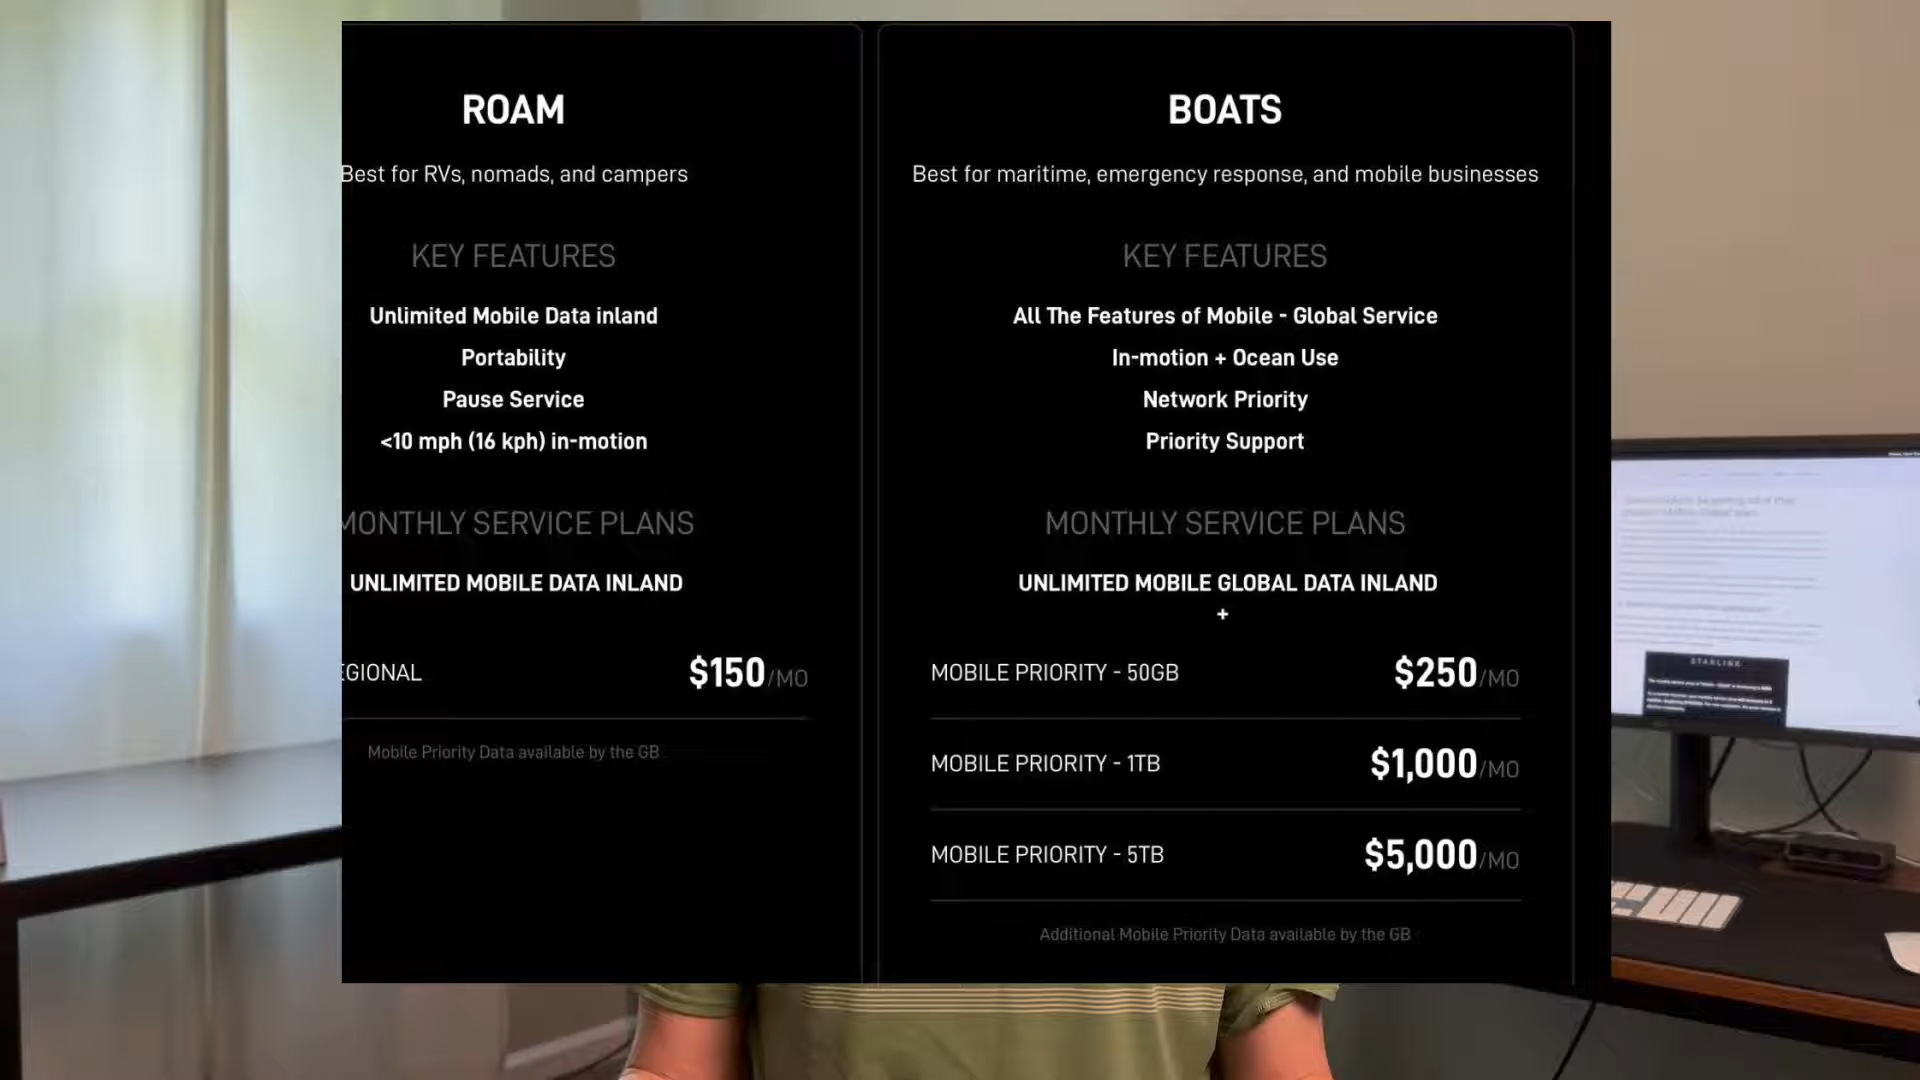 ROAM
Best for RVs, nomads, and campers
KEY FEATURES
Unlimited Mobile Data inland
Portability
Pause Service
<10 mph (16 kph) in-motion
MONTHLY SERVICE PLANS
UNLIMITED MOBILE DATA INLAND
EGIONAL $150/MO
Mobile Priority Data available by the GB
BOATS
Best for maritime, emergency response, and mobile businesses
KEY FEATURES
All The Features of Mobile - Global Service
In-motion + Ocean Use
Network Priority
Priority Support
MONTHLY SERVICE PLANS
UNLIMITED MOBILE GLOBAL DATA INLAND
+
MOBILE PRIORITY - 50GB $250/MO
MOBILE PRIORITY - 1TB $1,000/MO
MOBILE PRIORITY - 5TB $5,000/MO
Additional Mobile Priority Data available by the GB
STARLINK